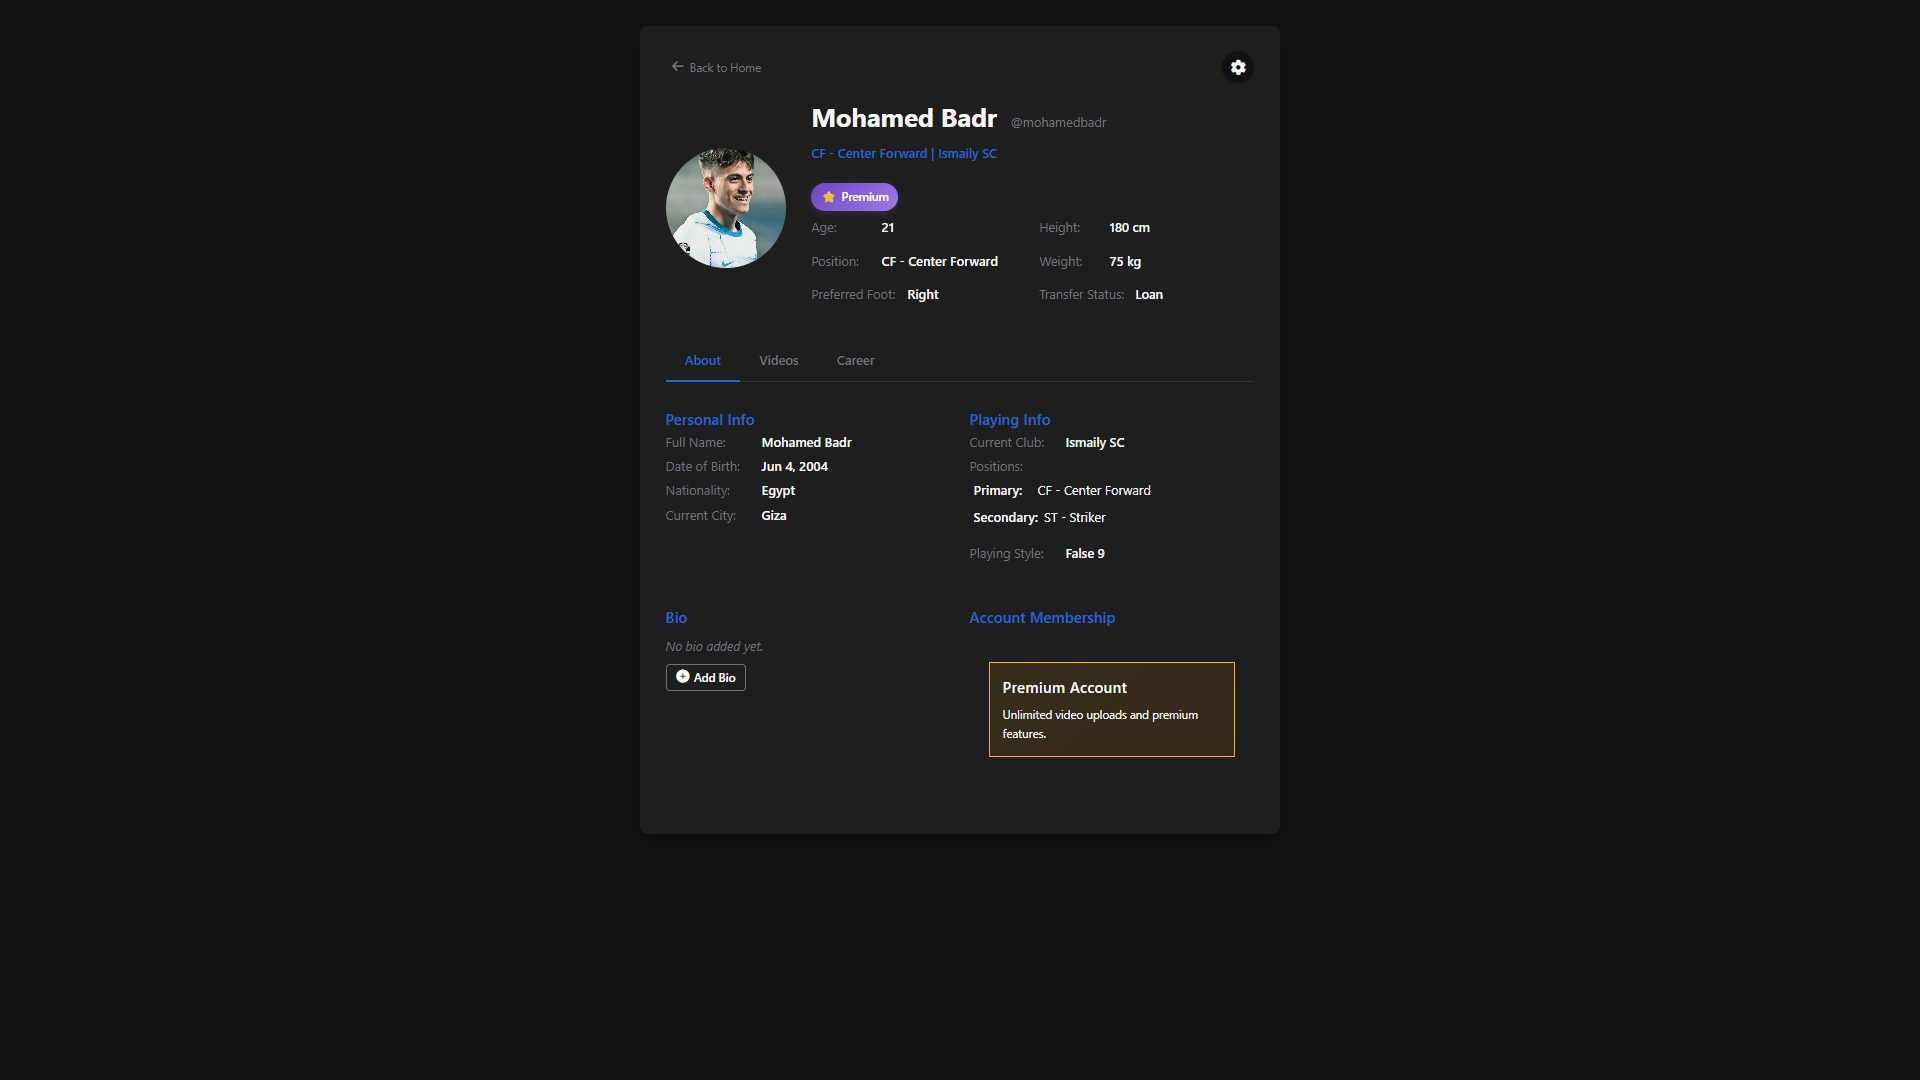 Back to Home
Mohamed Badr @mohamedbadr
CF - Center Forward | Ismaily SC
Premium
Age: 21 Height: 180 cm
Position: CF - Center Forward Weight: 75 kg
Preferred Foot: Right Transfer Status: Loan
About Videos Career
Personal Info
Full Name: Mohamed Badr
Date of Birth: Jun 4, 2004
Nationality: Egypt
Current City: Giza
Playing Info
Current Club: Ismaily SC
Positions:
Primary: CF - Center Forward
Secondary: ST - Striker
Playing Style: False 9
Bio
No bio added yet.
Add Bio
Account Membership
Premium Account
Unlimited video uploads and premium
features.